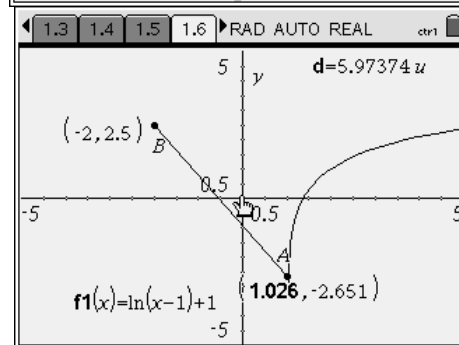 1.3 1.4 1.5 1.6 RAD AUTO REAL ctrl
5 y d=5.97374 u
(-2,2.5) B
0.5
-5 0.5 5
A
f1(x)=ln(x-1)+1 (1.026,-2.651)
-5